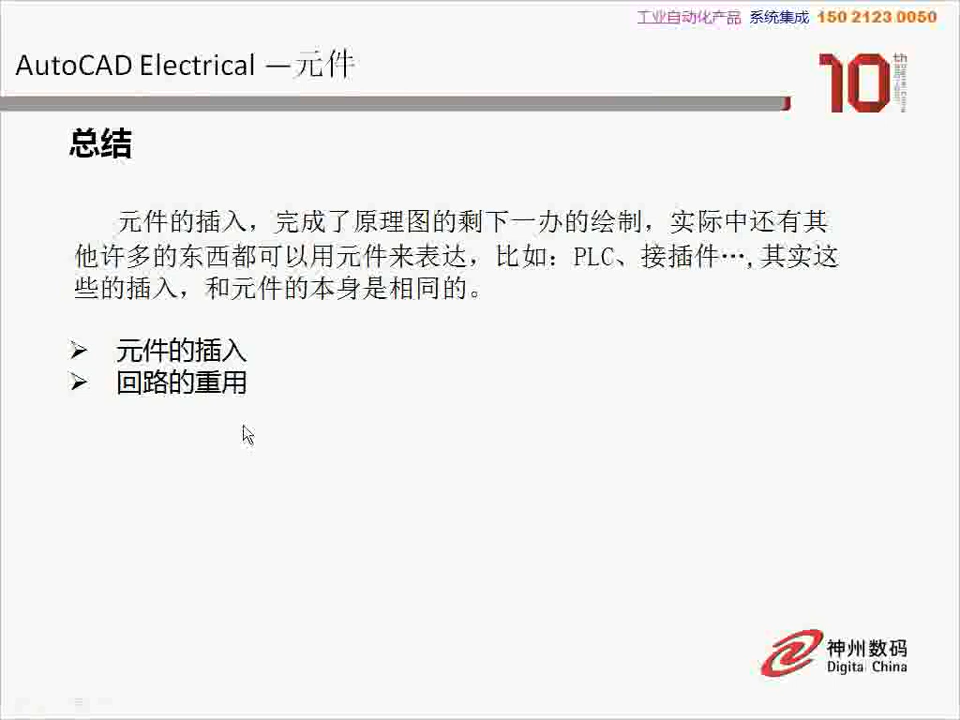 工业自动化产品 系统集成 150 2123 0050
AutoCAD Electrical —元件
10th
总结
元件的插入，完成了原理图的剩下一办的绘制，实际中还有其
他许多的东西都可以用元件来表达，比如：PLC、接插件…,其实这
些的插入，和元件的本身是相同的。
➢ 元件的插入
➢ 回路的重用
神州数码
Digital China